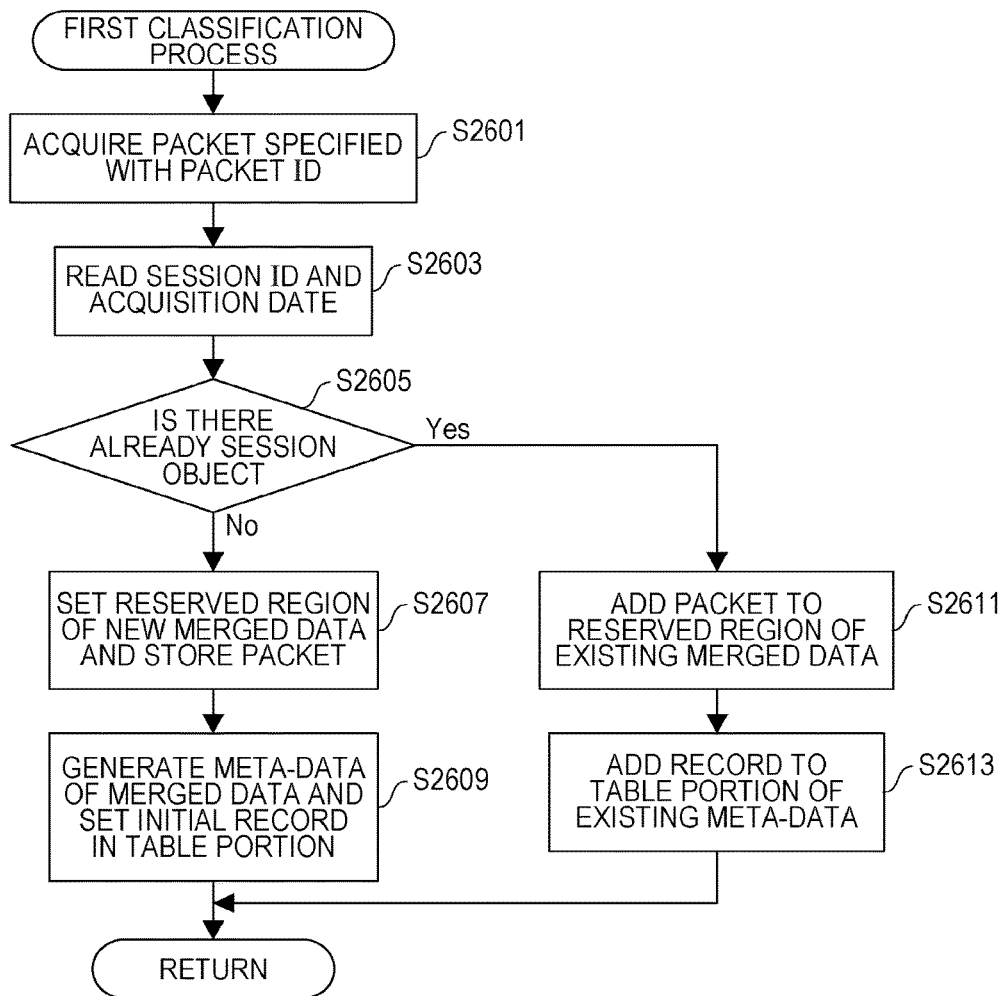 FIRST CLASSIFICATION
PROCESS
ACQUIRE PACKET SPECIFIED
WITH PACKET ID
S2601
READ SESSION ID AND
ACQUISITION DATE
S2603
IS THERE
ALREADY SESSION
OBJECT
S2605
Yes
No
SET RESERVED REGION
OF NEW MERGED DATA
AND STORE PACKET
S2607
GENERATE META-DATA
OF MERGED DATA AND
SET INITIAL RECORD
IN TABLE PORTION
S2609
ADD PACKET TO
RESERVED REGION OF
EXISTING MERGED DATA
S2611
ADD RECORD TO
TABLE PORTION OF
EXISTING META-DATA
S2613
RETURN